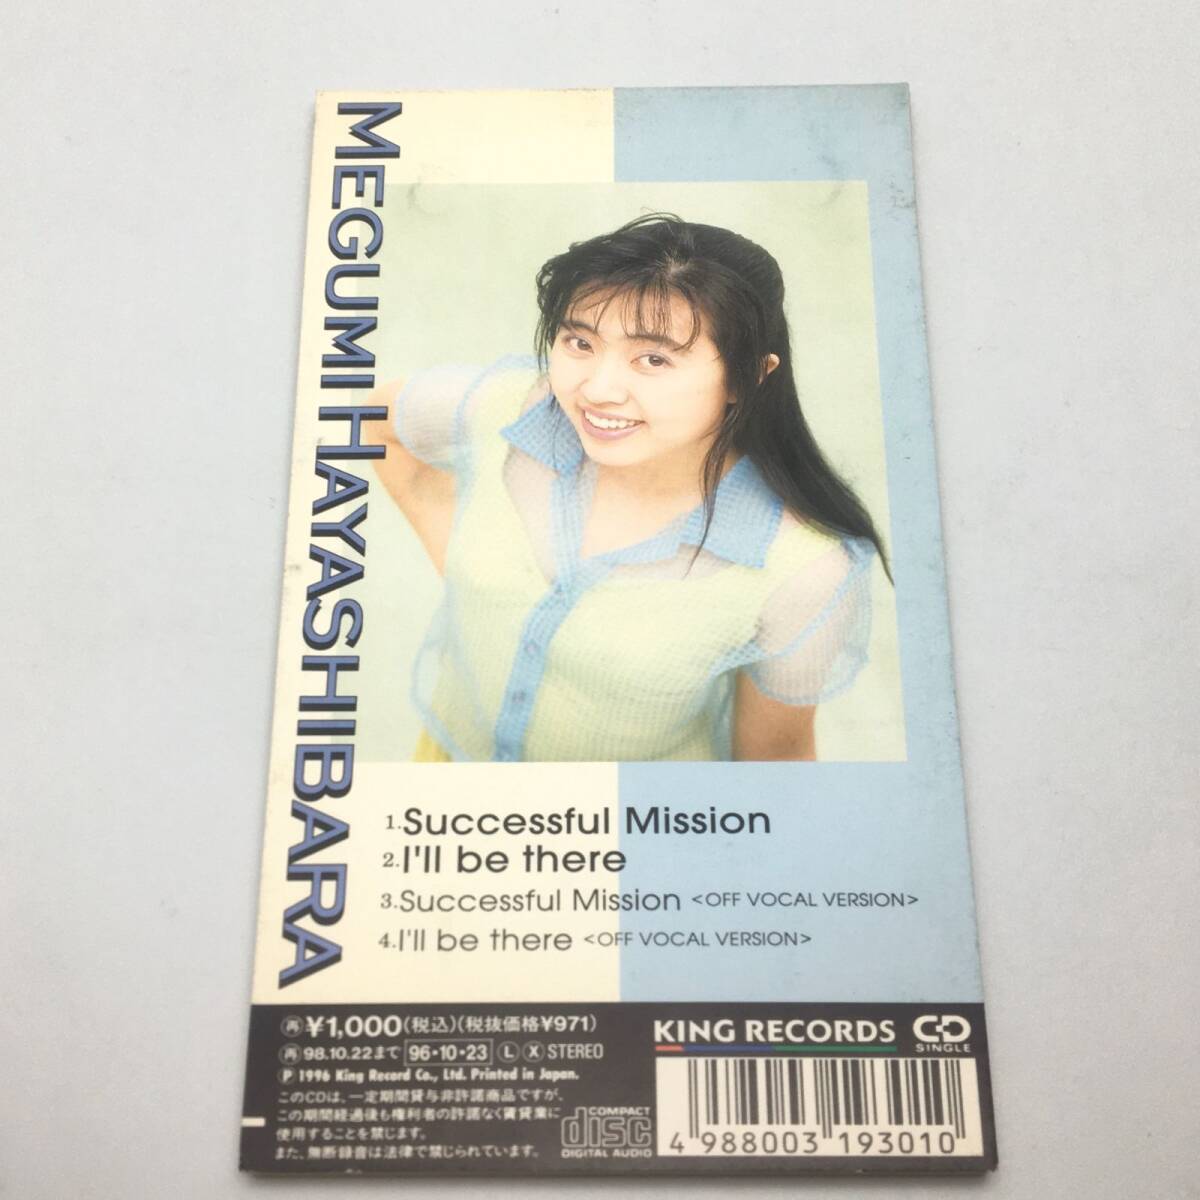 MEGUMI HAYASHIBARA
1.Successful Mission
2.I'll be there
3.Successful Mission <OFF VOCAL VERSION>
4.I'll be there <OFF VOCAL VERSION>
再 ¥1,000(税込)(税抜価格¥971)
再 98.10.22まで 96・10・23 L X STEREO
Ⓟ 1996 King Record Co., Ltd. Printed in Japan.
このCDは、一定期間貸与非許諾商品ですが、
この期間経過後も権利者の許諾なく賃貸業に
使用することを禁じます。
また、無断録音は法律で禁じられています。
KING RECORDS
CD SINGLE
COMPACT disc DIGITAL AUDIO
4 988003 193010